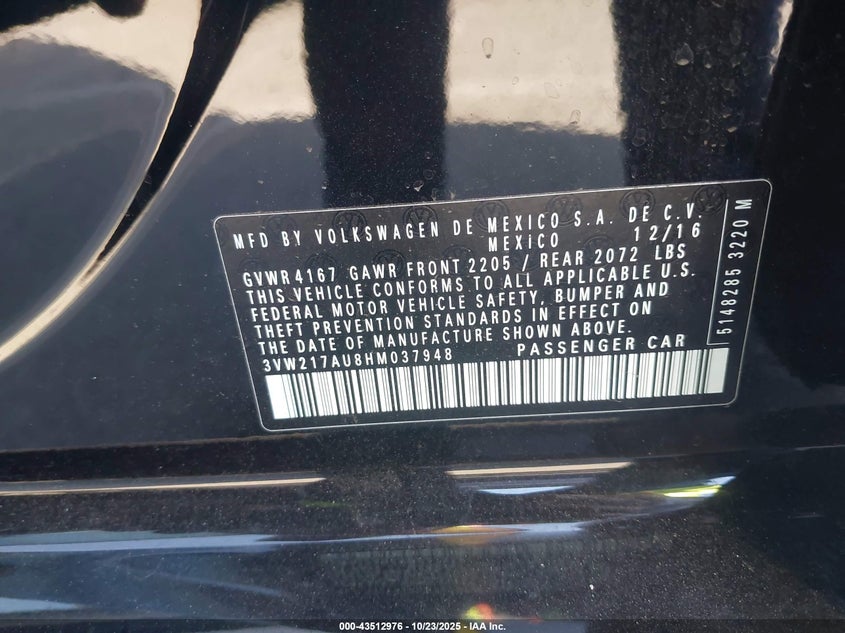 MFD BY VOLKSWAGEN DE MEXICO S.A. DE C.V.
MEXICO 12/16
GVWR 4167 GAWR FRONT 2205 / REAR 2072 LBS
THIS VEHICLE CONFORMS TO ALL APPLICABLE U.S.
FEDERAL MOTOR VEHICLE SAFETY, BUMPER AND
THEFT PREVENTION STANDARDS IN EFFECT ON
THE DATE OF MANUFACTURE SHOWN ABOVE.
3VW217AU8HM037948 PASSENGER CAR
5148285 3220 M
000-43512976 - 10/23/2025 - IAA Inc.